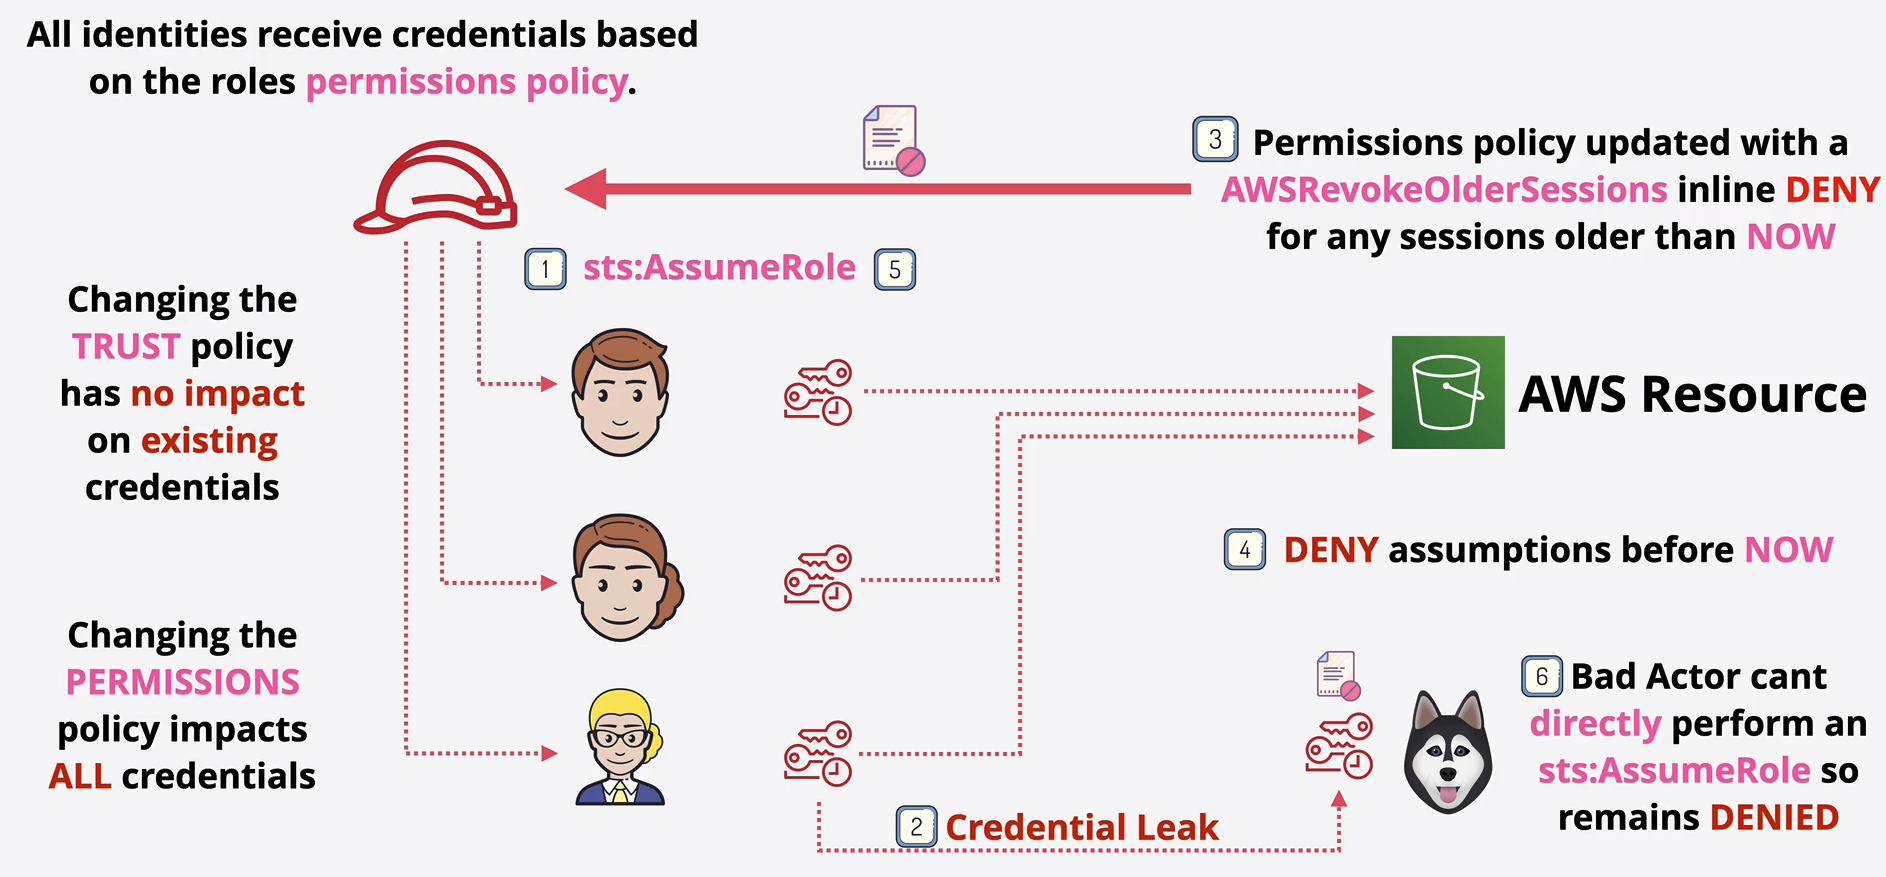 All identities receive credentials based
on the roles permissions policy.
3 Permissions policy updated with a
AWSRevokeOlderSessions inline DENY
for any sessions older than NOW
1 sts:AssumeRole 5
Changing the
TRUST policy
has no impact
on existing
credentials
AWS Resource
4 DENY assumptions before NOW
Changing the
PERMISSIONS
policy impacts
ALL credentials
6 Bad Actor cant
directly perform an
sts:AssumeRole so
remains DENIED
2 Credential Leak